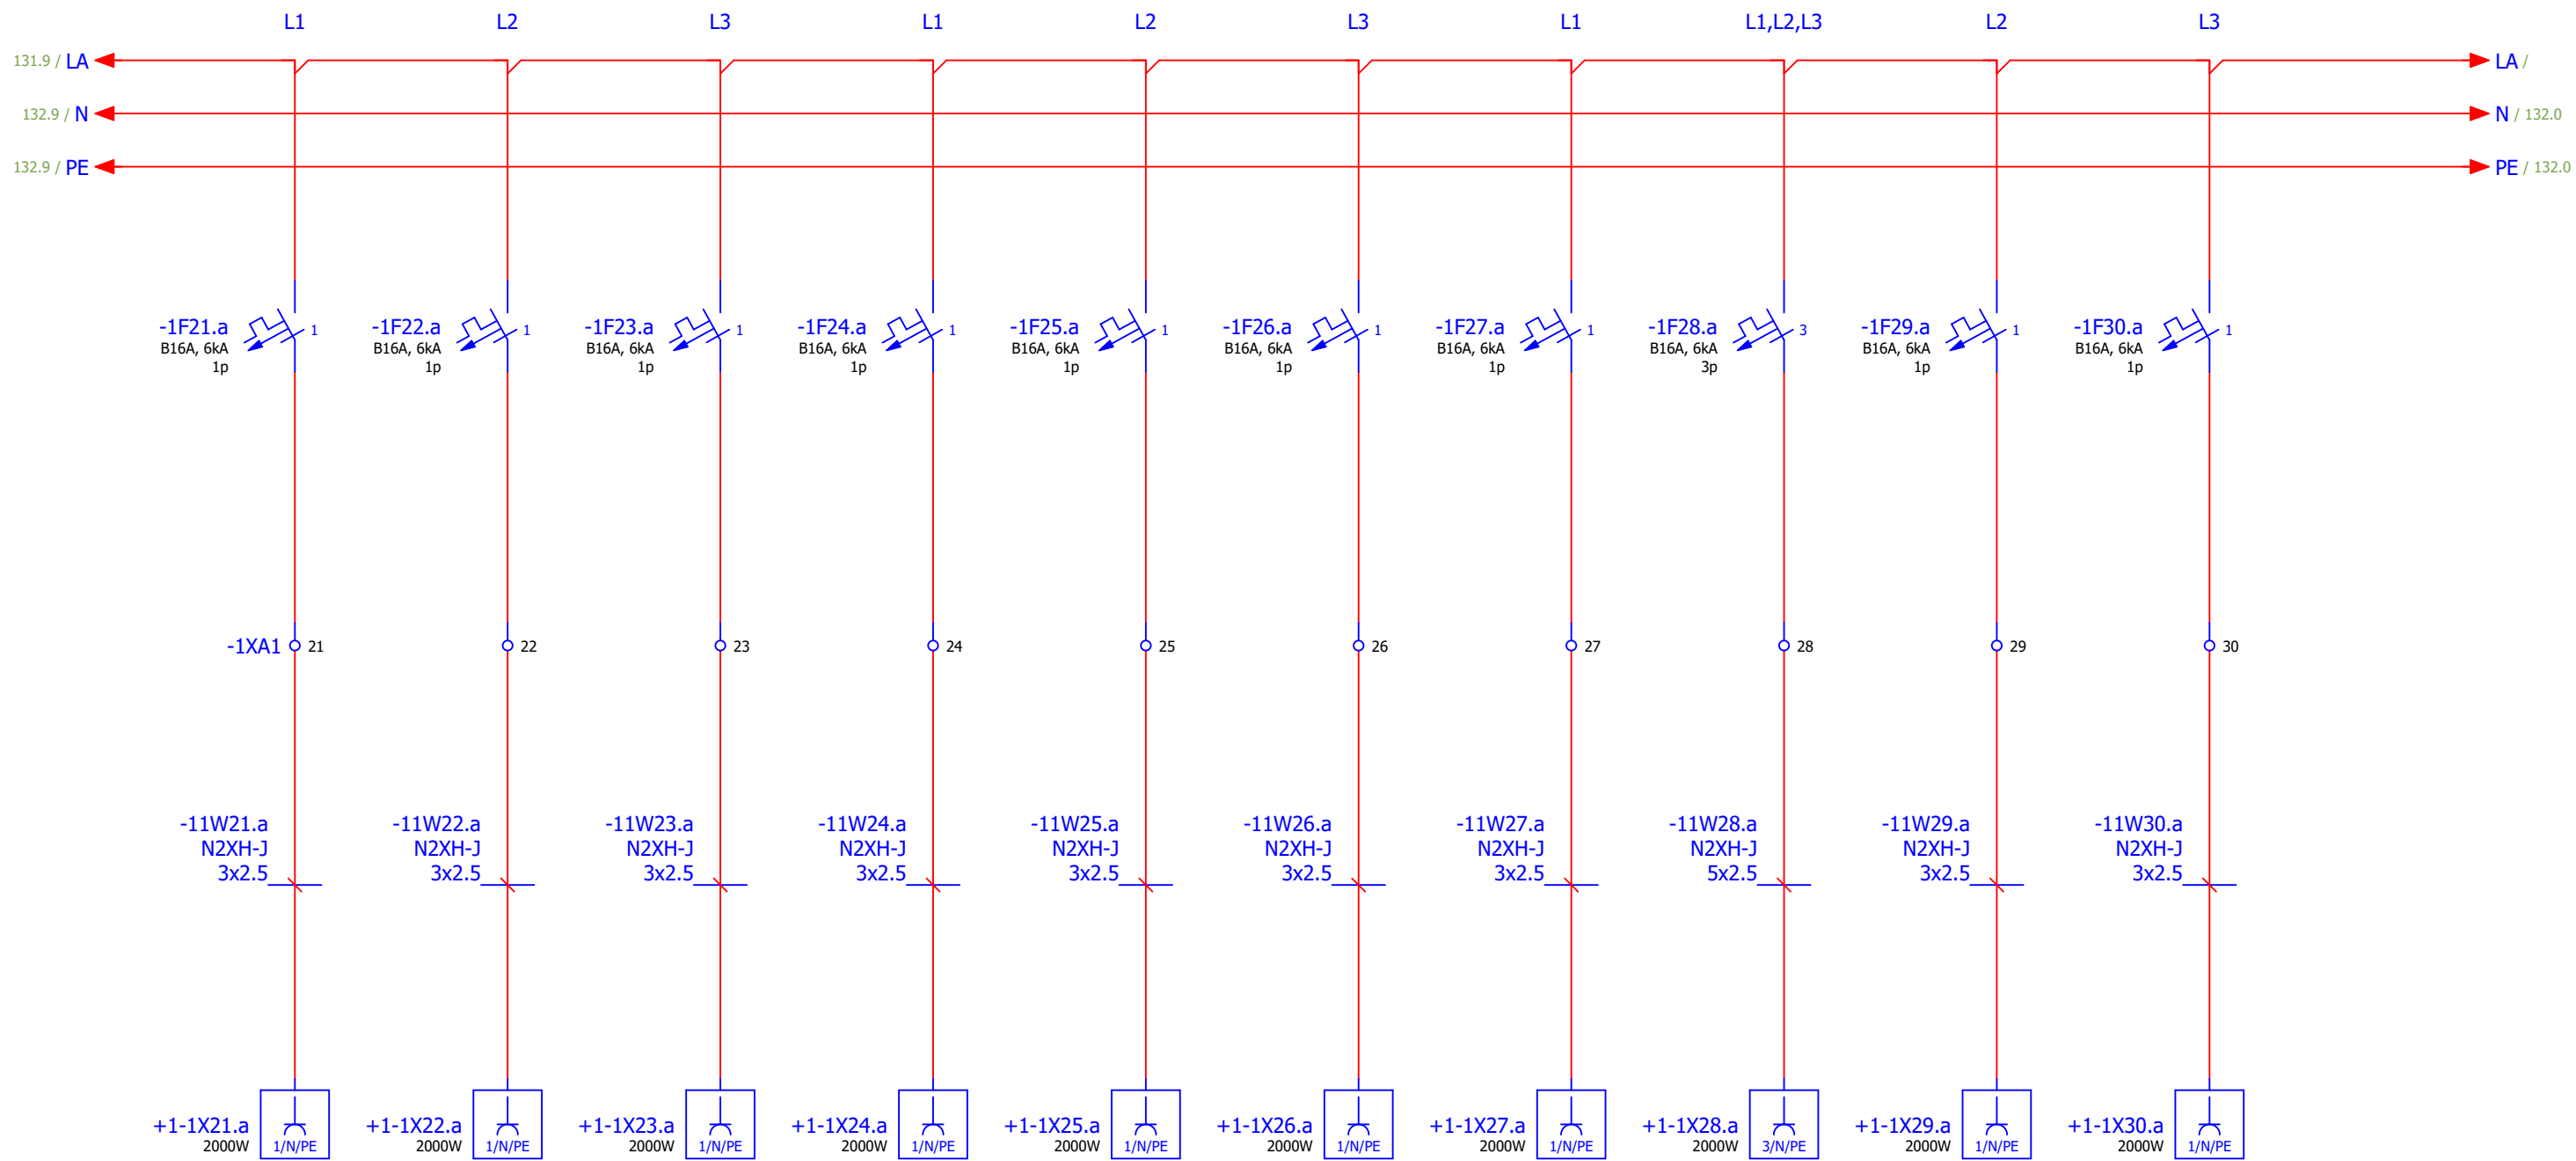 L1 L2 L3 L1 L2 L3 L1 L1,L2,L3 L2 L3
131.9 / LA LA /
132.9 / N N / 132.0
132.9 / PE PE / 132.0
-1F21.a 1 -1F22.a 1 -1F23.a 1 -1F24.a 1 -1F25.a 1 -1F26.a 1 -1F27.a 1 -1F28.a 3 -1F29.a 1 -1F30.a 1
B16A, 6kA B16A, 6kA B16A, 6kA B16A, 6kA B16A, 6kA B16A, 6kA B16A, 6kA B16A, 6kA B16A, 6kA B16A, 6kA
1p 1p 1p 1p 1p 1p 1p 3p 1p 1p
-1XA1 21 22 23 24 25 26 27 28 29 30
-11W21.a -11W22.a -11W23.a -11W24.a -11W25.a -11W26.a -11W27.a -11W28.a -11W29.a -11W30.a
N2XH-J N2XH-J N2XH-J N2XH-J N2XH-J N2XH-J N2XH-J N2XH-J N2XH-J N2XH-J
3x2.5 3x2.5 3x2.5 3x2.5 3x2.5 3x2.5 3x2.5 5x2.5 3x2.5 3x2.5
+1-1X21.a +1-1X22.a +1-1X23.a +1-1X24.a +1-1X25.a +1-1X26.a +1-1X27.a +1-1X28.a +1-1X29.a +1-1X30.a
2000W 1/N/PE 2000W 1/N/PE 2000W 1/N/PE 2000W 1/N/PE 2000W 1/N/PE 2000W 1/N/PE 2000W 1/N/PE 2000W 3/N/PE 2000W 1/N/PE 2000W 1/N/PE